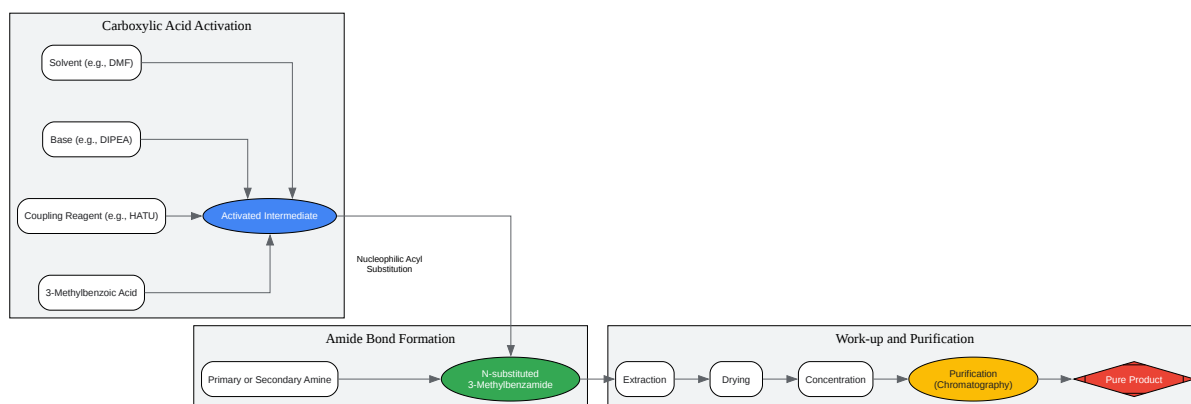 Carboxylic Acid Activation
Solvent (e.g., DMF)
Base (e.g., DIPEA)
Coupling Reagent (e.g., HATU)
Activated Intermediate
3-Methylbenzoic Acid
Nucleophilic Acyl
Substitution
Amide Bond Formation
Primary or Secondary Amine
N-substituted
3-Methylbenzamide
Work-up and Purification
Extraction
Drying
Concentration
Purification
(Chromatography)
Pure Product